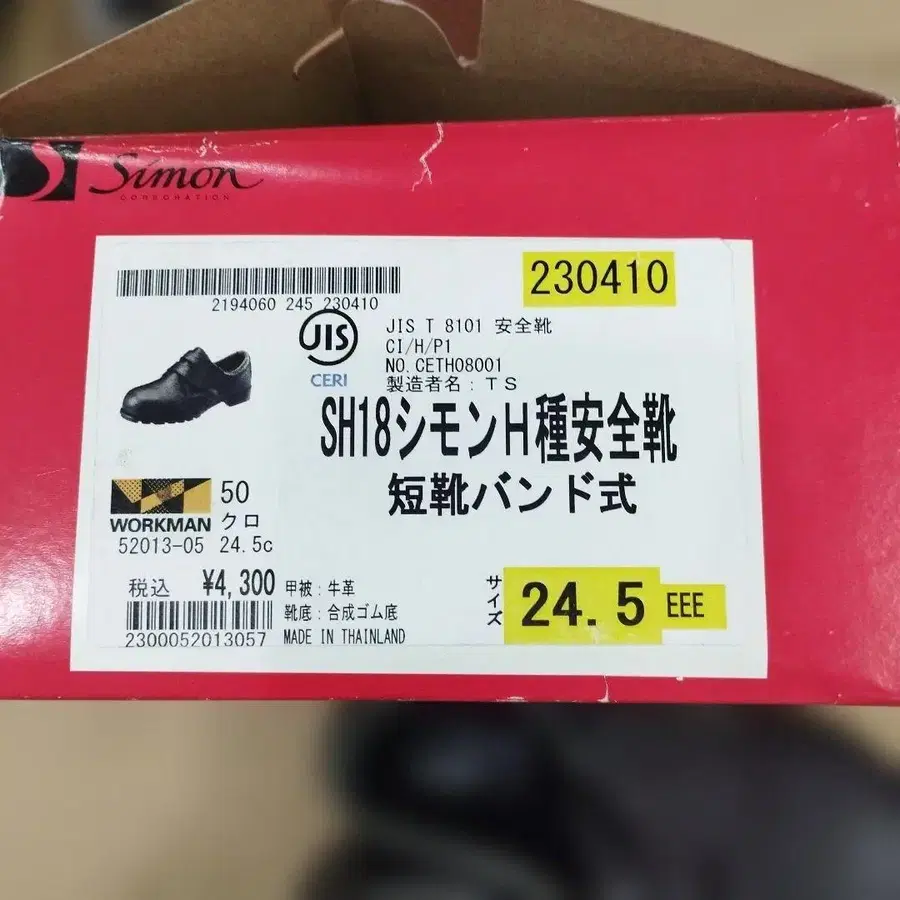 Simon
CORPORATION
230410
2194060 245 230410
JIS
CERI
JIS T 8101 安全靴
CI/H/P1
NO.CETH08001
製造者名：TS
SH18シモンH種安全靴
短靴バンド式
WORKMAN
50
クロ
52013-05 24.5c
税込 ¥4,300
2300052013057
甲被：牛革
靴底：合成ゴム底
MADE IN THAINLAND
サイズ
24.5
EEE